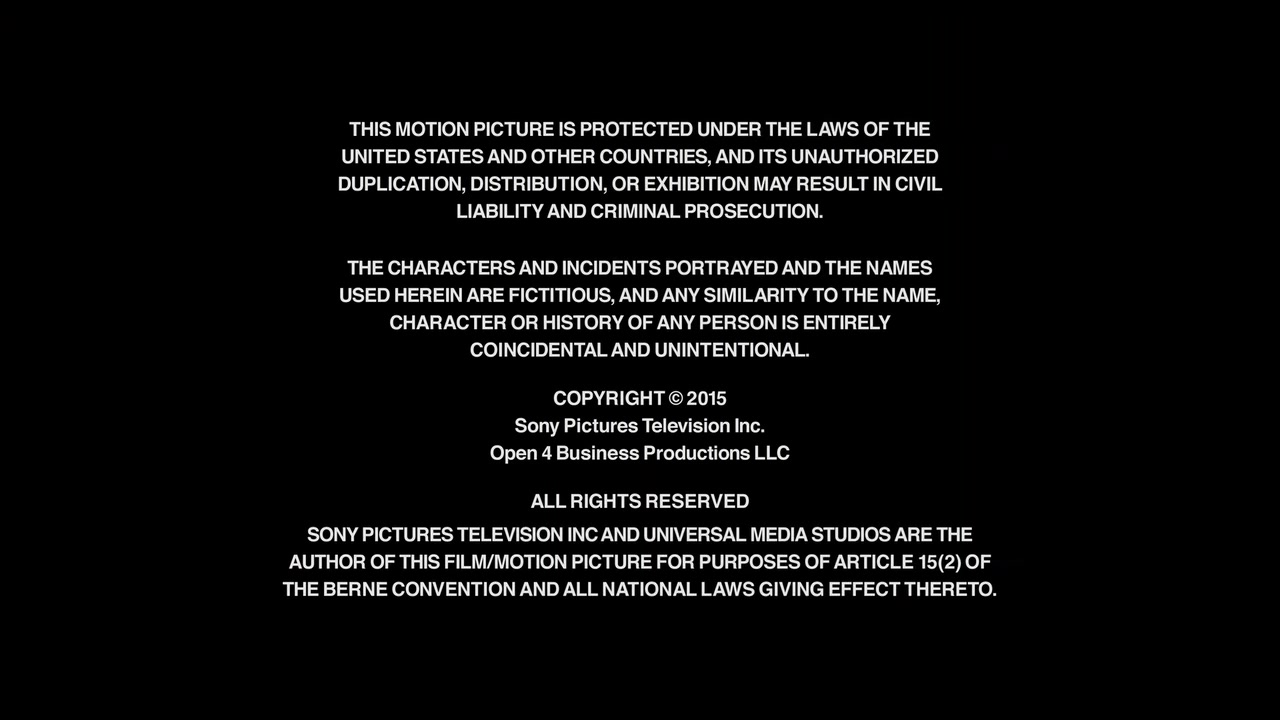 THIS MOTION PICTURE IS PROTECTED UNDER THE LAWS OF THE
UNITED STATES AND OTHER COUNTRIES, AND ITS UNAUTHORIZED
DUPLICATION, DISTRIBUTION, OR EXHIBITION MAY RESULT IN CIVIL
LIABILITY AND CRIMINAL PROSECUTION.
THE CHARACTERS AND INCIDENTS PORTRAYED AND THE NAMES
USED HEREIN ARE FICTITIOUS, AND ANY SIMILARITY TO THE NAME,
CHARACTER OR HISTORY OF ANY PERSON IS ENTIRELY
COINCIDENTAL AND UNINTENTIONAL.
COPYRIGHT © 2015
Sony Pictures Television Inc.
Open 4 Business Productions LLC
ALL RIGHTS RESERVED
SONY PICTURES TELEVISION INC AND UNIVERSAL MEDIA STUDIOS ARE THE
AUTHOR OF THIS FILM/MOTION PICTURE FOR PURPOSES OF ARTICLE 15(2) OF
THE BERNE CONVENTION AND ALL NATIONAL LAWS GIVING EFFECT THERETO.